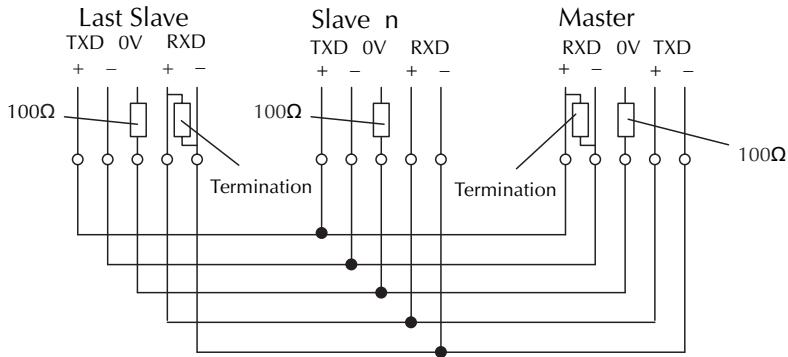 Last Slave Slave n Master
TXD 0V RXD TXD 0V RXD RXD 0V TXD
+ − + − + − + − + − + −
100Ω 100Ω 100Ω
Termination Termination